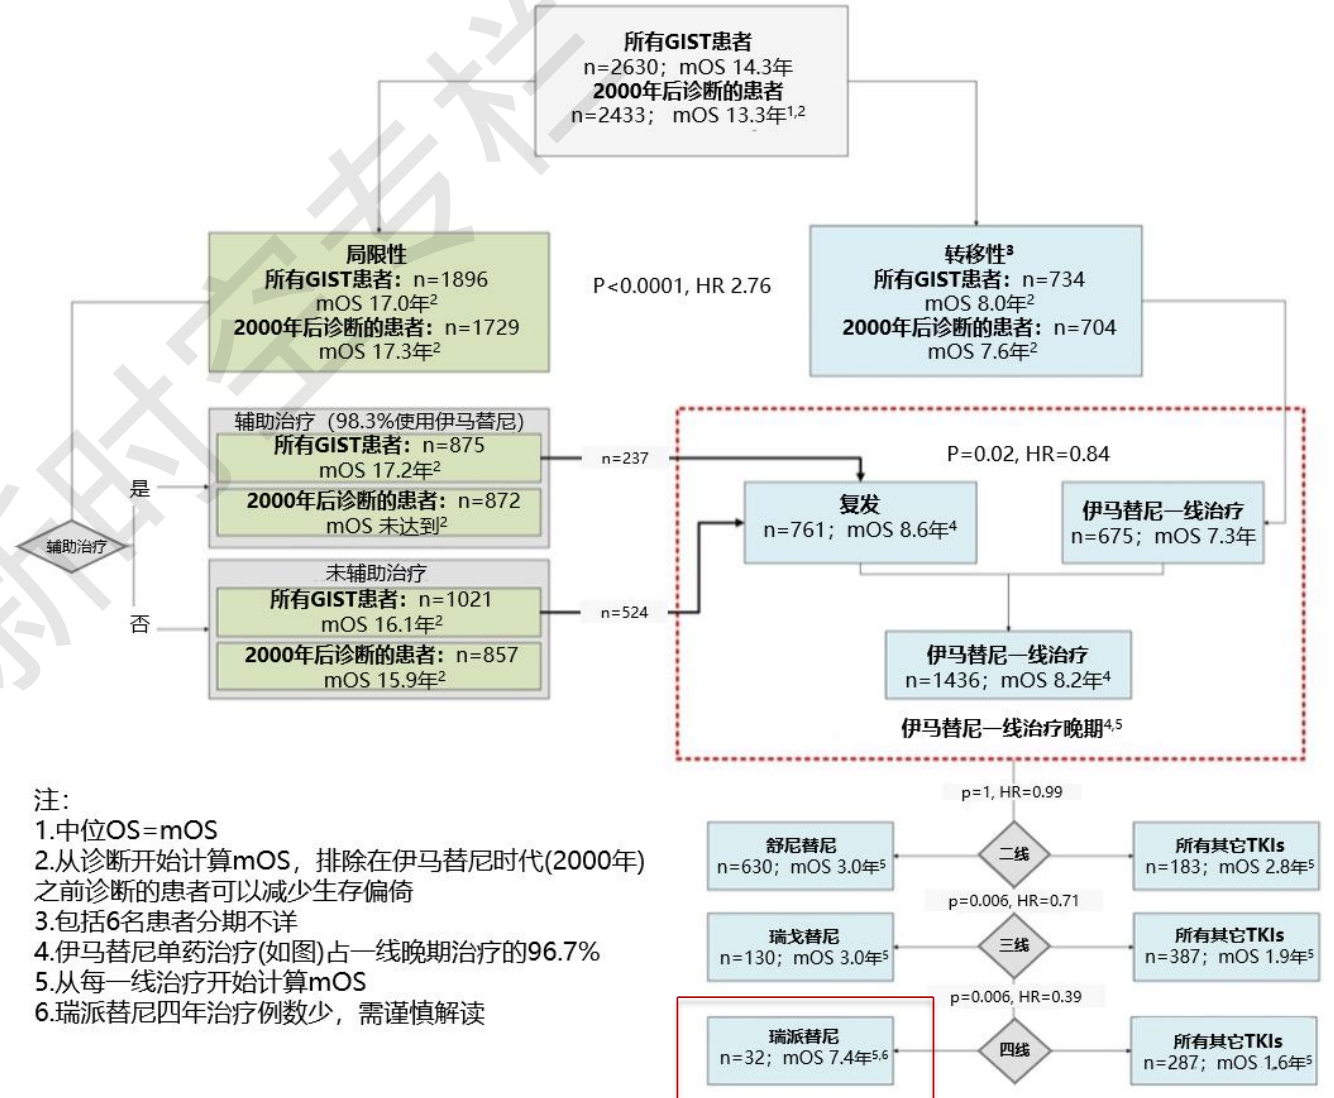 所有GIST患者
n=2630；mOS 14.3年
2000年后诊断的患者
n=2433； mOS 13.3年1,2
局限性
所有GIST患者：n=1896
mOS 17.0年2
2000年后诊断的患者：n=1729
mOS 17.3年2
P<0.0001, HR 2.76
转移性3
所有GIST患者：n=734
mOS 8.0年2
2000年后诊断的患者：n=704
mOS 7.6年2
辅助治疗
是
否
辅助治疗（98.3%使用伊马替尼）
所有GIST患者：n=875
mOS 17.2年2
2000年后诊断的患者：n=872
mOS 未达到2
未辅助治疗
所有GIST患者：n=1021
mOS 16.1年2
2000年后诊断的患者：n=857
mOS 15.9年2
n=237
n=524
P=0.02, HR=0.84
复发
n=761；mOS 8.6年4
伊马替尼一线治疗
n=675；mOS 7.3年
伊马替尼一线治疗
n=1436；mOS 8.2年4
伊马替尼一线治疗晚期4,5
p=1, HR=0.99
舒尼替尼
n=630；mOS 3.0年5
二线
所有其它TKIs
n=183；mOS 2.8年5
p=0.006, HR=0.71
瑞戈替尼
n=130；mOS 3.0年5
三线
所有其它TKIs
n=387；mOS 1.9年5
p=0.006, HR=0.39
瑞派替尼
n=32；mOS 7.4年5,6
四线
所有其它TKIs
n=287；mOS 1.6年5
注：
1.中位OS=mOS
2.从诊断开始计算mOS，排除在伊马替尼时代(2000年)
之前诊断的患者可以减少生存偏倚
3.包括6名患者分期不详
4.伊马替尼单药治疗(如图)占一线晚期治疗的96.7%
5.从每一线治疗开始计算mOS
6.瑞派替尼四年治疗例数少，需谨慎解读
新时空专栏